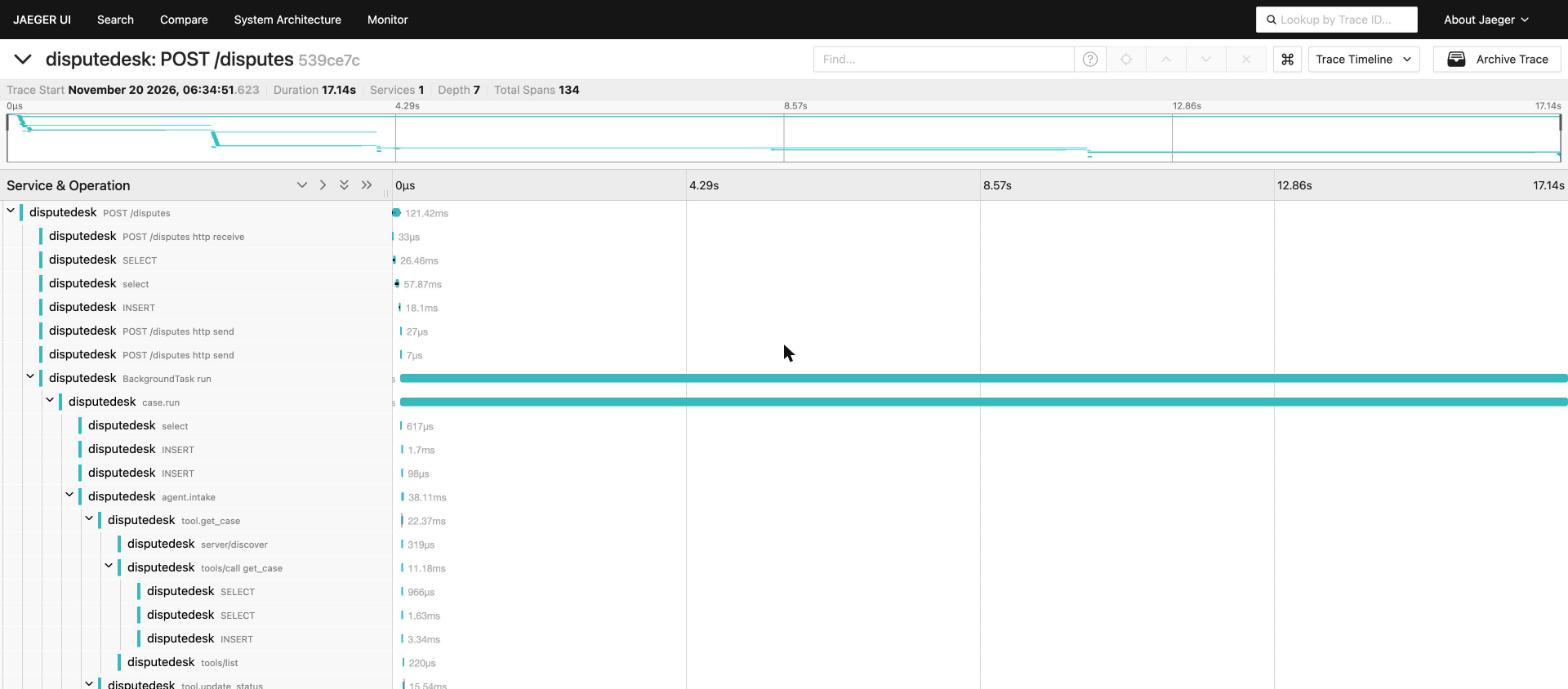 JAEGER UI Search Compare System Architecture Monitor Lookup by Trace ID... About Jaeger
disputedesk: POST /disputes 539ce7c Find... ? ⌘ Trace Timeline Archive Trace
Trace Start November 20 2026, 06:34:51.623 Duration 17.14s Services 1 Depth 7 Total Spans 134
0μs 4.29s 8.57s 12.86s 17.14s
Service & Operation 0μs 4.29s 8.57s 12.86s 17.14s
disputedesk POST /disputes 121.42ms
disputedesk POST /disputes http receive 33μs
disputedesk SELECT 26.46ms
disputedesk select 57.87ms
disputedesk INSERT 18.1ms
disputedesk POST /disputes http send 27μs
disputedesk POST /disputes http send 7μs
disputedesk BackgroundTask run s
disputedesk case.run s
disputedesk select 617μs
disputedesk INSERT 1.7ms
disputedesk INSERT 98μs
disputedesk agent.intake 38.11ms
disputedesk tool.get_case 22.37ms
disputedesk server/discover 319μs
disputedesk tools/call get_case 11.18ms
disputedesk SELECT 966μs
disputedesk SELECT 1.63ms
disputedesk INSERT 3.34ms
disputedesk tools/list 220μs
disputedesk tool.update_status 15.54ms